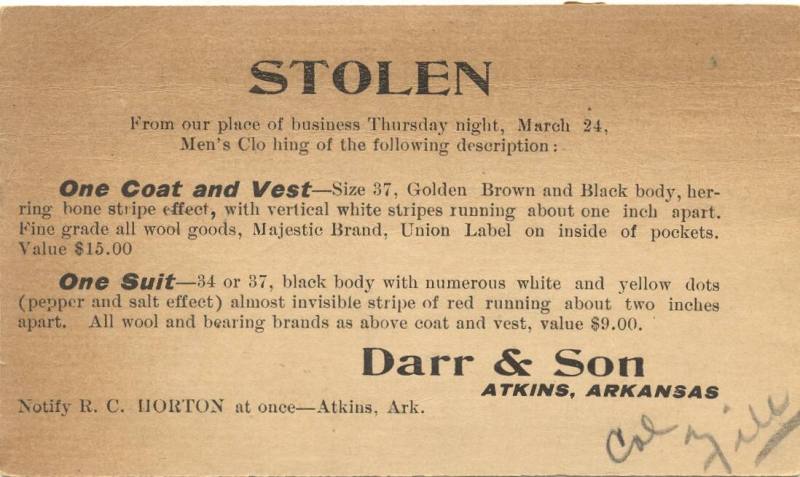 STOLEN
From our place of business Thursday night, March 24,
Men's Clo hing of the following description:
One Coat and Vest—Size 37, Golden Brown and Black body, her-
ring bone stripe effect, with vertical white stripes running about one inch apart.
Fine grade all wool goods, Majestic Brand, Union Label on inside of pockets.
Value $15.00
One Suit—34 or 37, black body with numerous white and yellow dots
(pepper and salt effect) almost invisible stripe of red running about two inches
apart. All wool and bearing brands as above coat and vest, value $9.00.
Darr & Son
ATKINS, ARKANSAS
Notify R. C. HORTON at once—Atkins, Ark.
Col